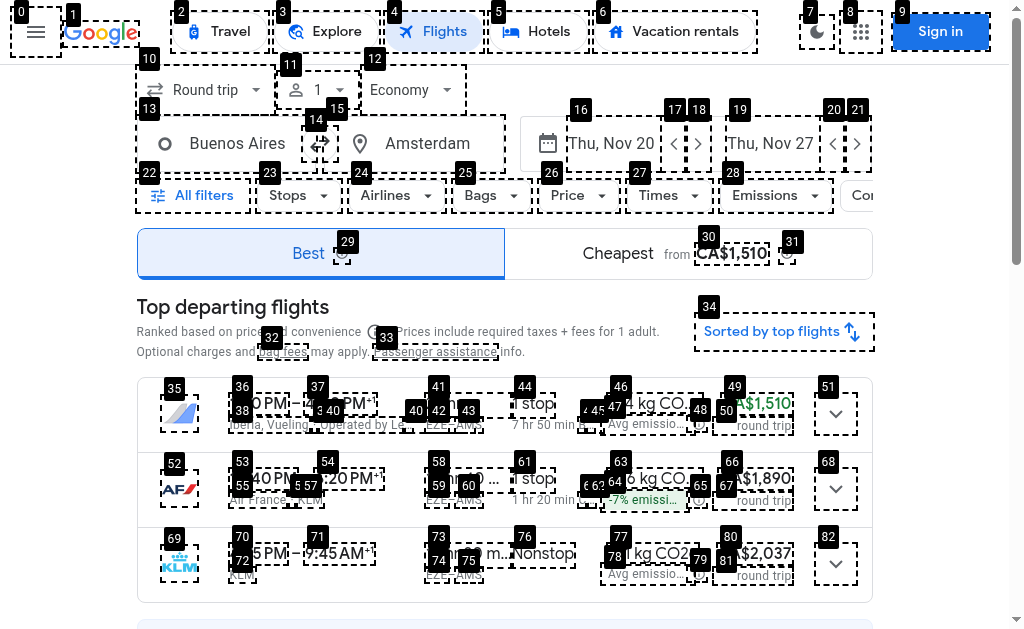 0 1 2 3 4 5 6 7 8 9
Google Travel Explore Flights Hotels Vacation rentals Sign in
10 11 12
Round trip 1 Economy
13 14 15 16 17 18 19 20 21
Buenos Aires Amsterdam Thu, Nov 20 Thu, Nov 27
22 23 24 25 26 27 28
All filters Stops Airlines Bags Price Times Emissions
29 30 31
Best Cheapest from CA$1,510
Top departing flights
34
Ranked based on price and convenience Prices include required taxes + fees for 1 adult.
Sorted by top flights
32 33
Optional charges and bag fees may apply. Passenger assistance info.
35 36 37 41 44 46 49 51
PM – 1 stop kg CO A$1,510
38 3 40 40 42 43 4 45 47 48 50
Iberia, Vueling · Operated by Le EZE–AMS 7 hr 50 min Avg emissio… round trip
52 53 54 58 61 63 66 68
:40 PM – :20 PM+1 1 stop kg CO A$1,890
55 5 57 59 60 6 62 64 65 67
AF Air France · KLM EZE–AMS 1 hr 20 min -7% emissi… round trip
69 70 71 73 76 77 80 82
PM – 9:45 AM+1 Nonstop kg CO2 A$2,037
72 74 75 78 79 81
KLM KLM EZE–AMS Avg emissio… round trip